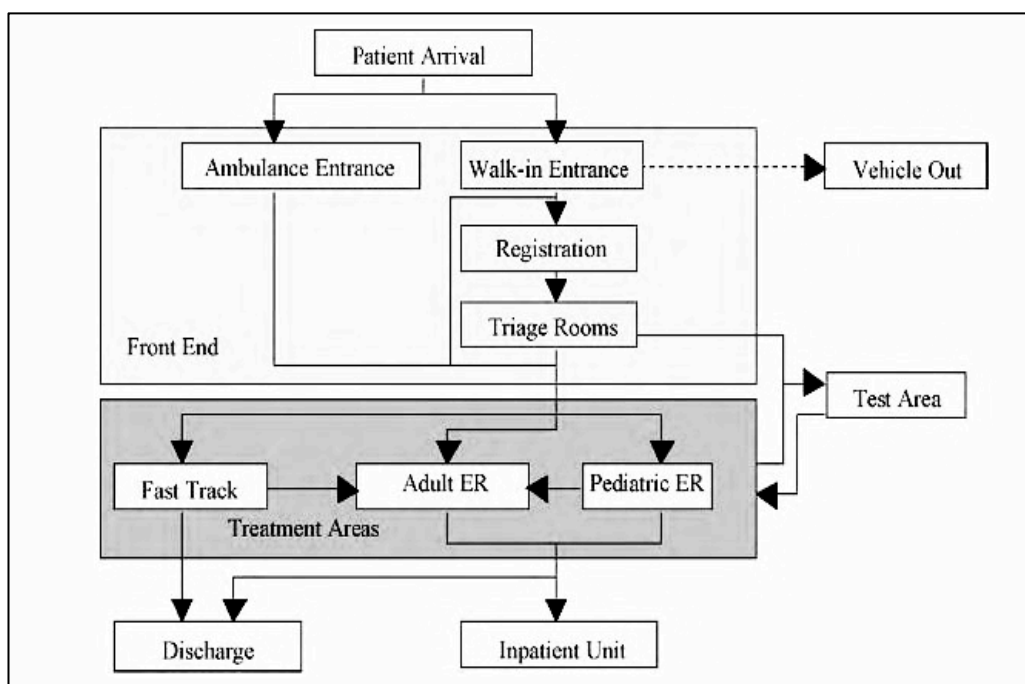 Patient Arrival
Ambulance Entrance
Walk-in Entrance
Vehicle Out
Registration
Triage Rooms
Front End
Test Area
Fast Track
Adult ER
Pediatric ER
Treatment Areas
Discharge
Inpatient Unit